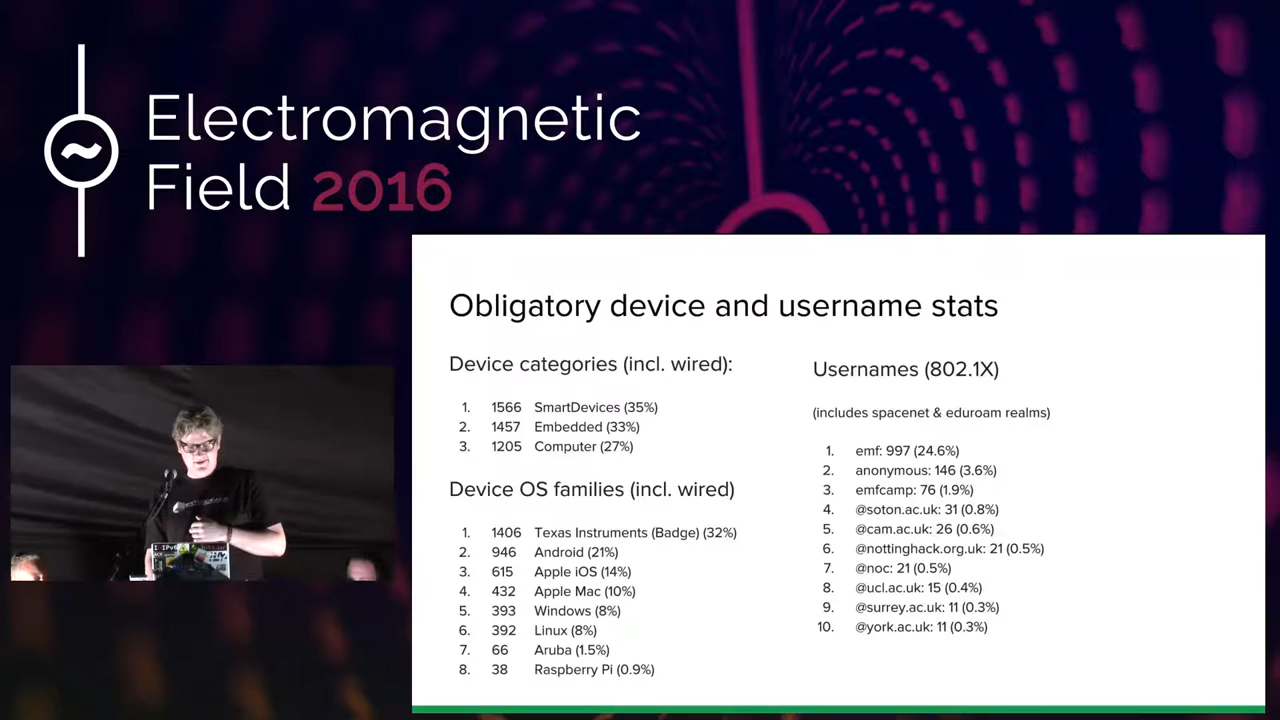 Electromagnetic
Field 2016
Obligatory device and username stats
Device categories (incl. wired):
1. 1566 SmartDevices (35%)
2. 1457 Embedded (33%)
3. 1205 Computer (27%)
Device OS families (incl. wired)
1. 1406 Texas Instruments (Badge) (32%)
2. 946 Android (21%)
3. 615 Apple iOS (14%)
4. 432 Apple Mac (10%)
5. 393 Windows (8%)
6. 392 Linux (8%)
7. 66 Aruba (1.5%)
8. 38 Raspberry Pi (0.9%)
Usernames (802.1X)
(includes spacenet & eduroam realms)
1. emf: 997 (24.6%)
2. anonymous: 146 (3.6%)
3. emfcamp: 76 (1.9%)
4. @soton.ac.uk: 31 (0.8%)
5. @cam.ac.uk: 26 (0.6%)
6. @nottinghack.org.uk: 21 (0.5%)
7. @noc: 21 (0.5%)
8. @ucl.ac.uk: 15 (0.4%)
9. @surrey.ac.uk: 11 (0.3%)
10. @york.ac.uk: 11 (0.3%)
I IPv6